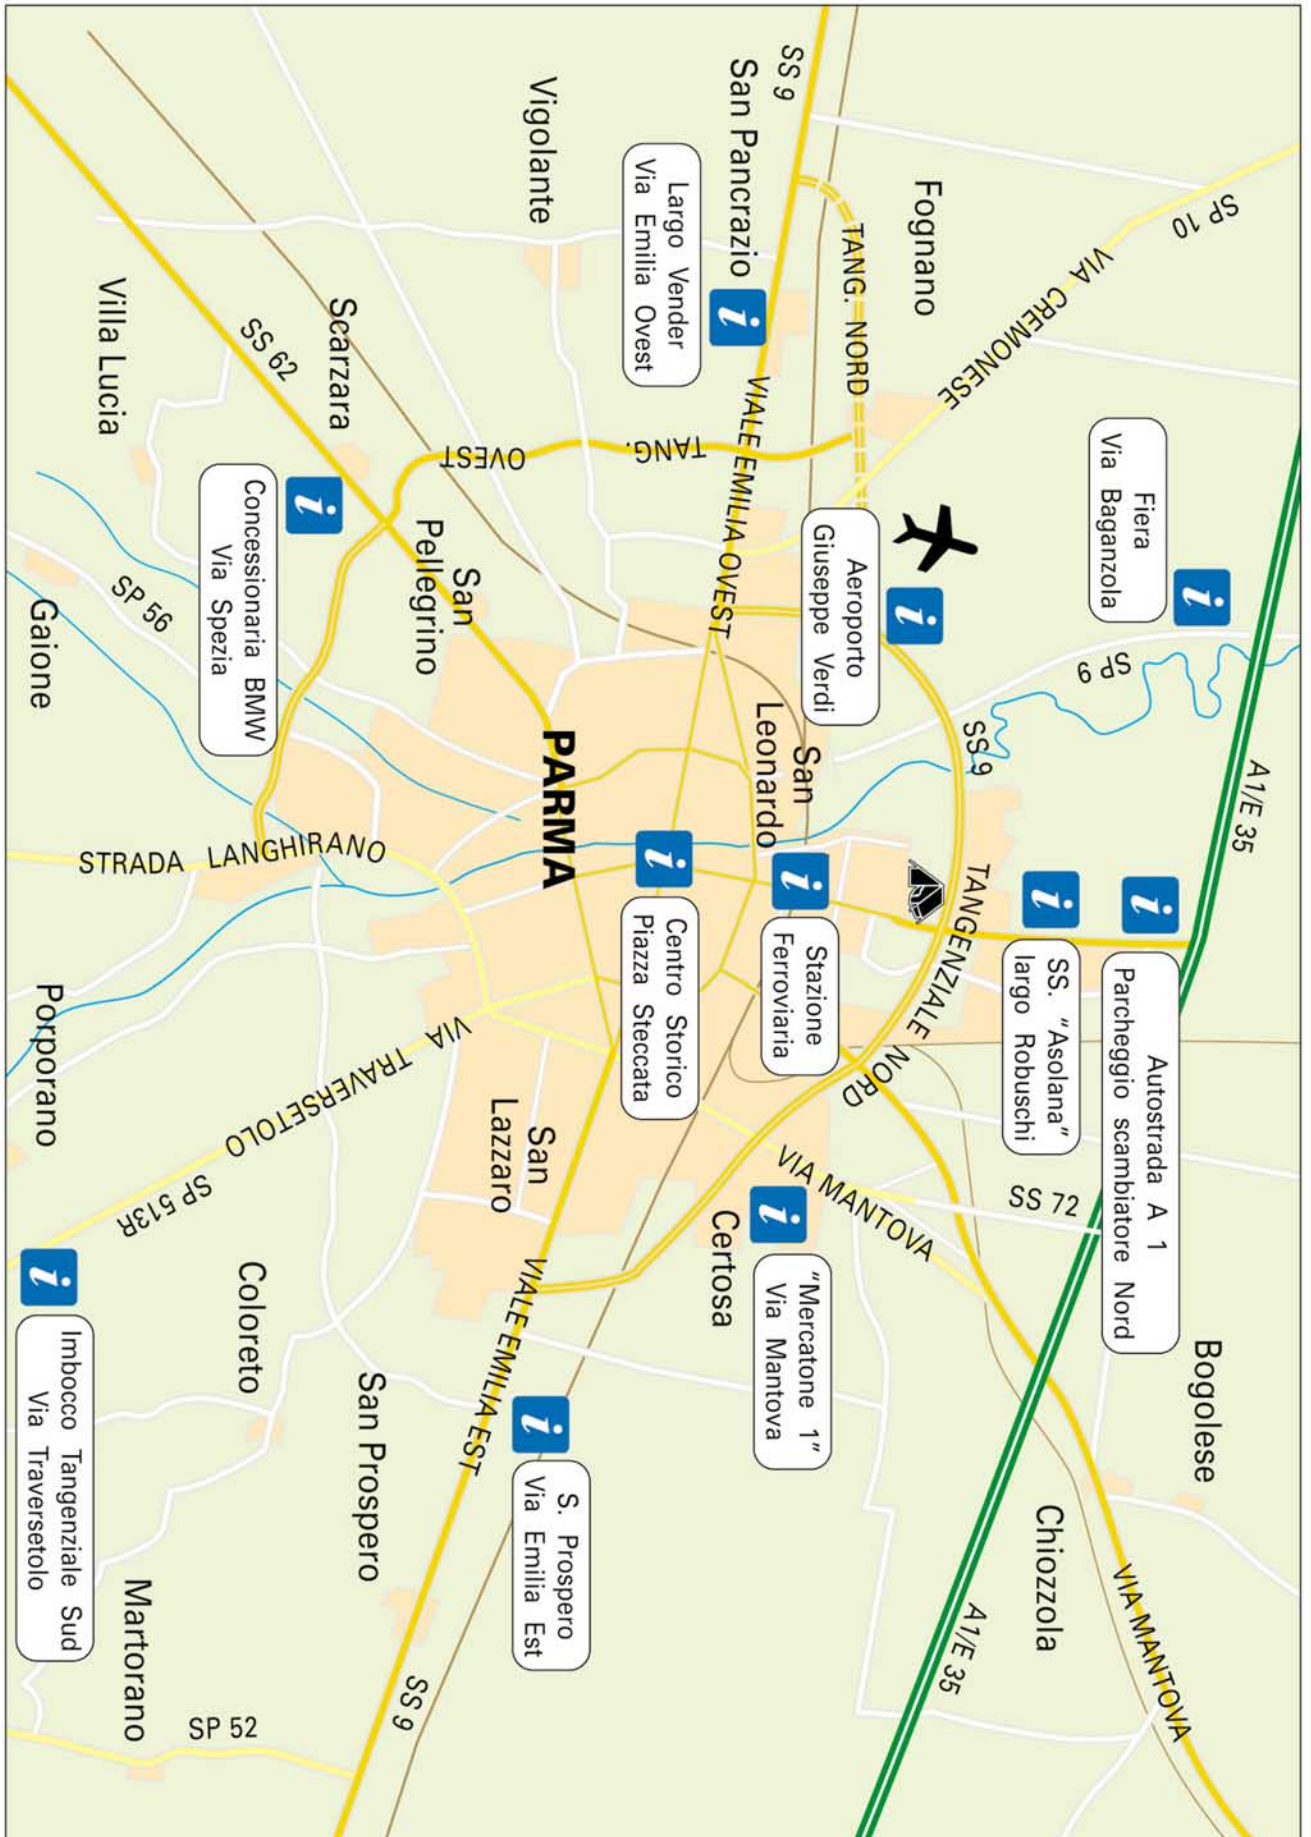 SS 9
San Pancrazio
Largo Vender
Via Emilia Ovest
Vigolante
Fognano
TANG. NORD
SP 10
VIA CREMONESE
Villa Lucia
SS 62
Scarzara
TANG.
OVEST
VIALE EMILIA OVEST
Fiera
Via Baganzola
Aeroporto
Giuseppe Verdi
Concessionaria BMW
Via Spezia
San
Pellegrino
SP 56
Gaione
SP 9
SS 9
A1/E 35
San
Leonardo
PARMA
STRADA LANGHIRANO
TANGENZIALE NORD
Autostrada A 1
Parcheggio scambiatore Nord
SS. "Asolana"
largo Robuschi
Stazione
Ferroviaria
Centro Storico
Piazza Steccata
Porporano
VIA TRAVERSETOLO
SP 513R
San
Lazzaro
VIA MANTOVA
SS 72
Certosa
"Mercatone 1"
Via Mantova
Bogolese
Coloreto
VIALE EMILIA EST
San Prospero
S. Prospero
Via Emilia Est
Imbocco Tangenziale Sud
Via Traversetolo
Chiozzola
VIA MANTOVA
A1/E 35
Martorano
SP 52
SS 9